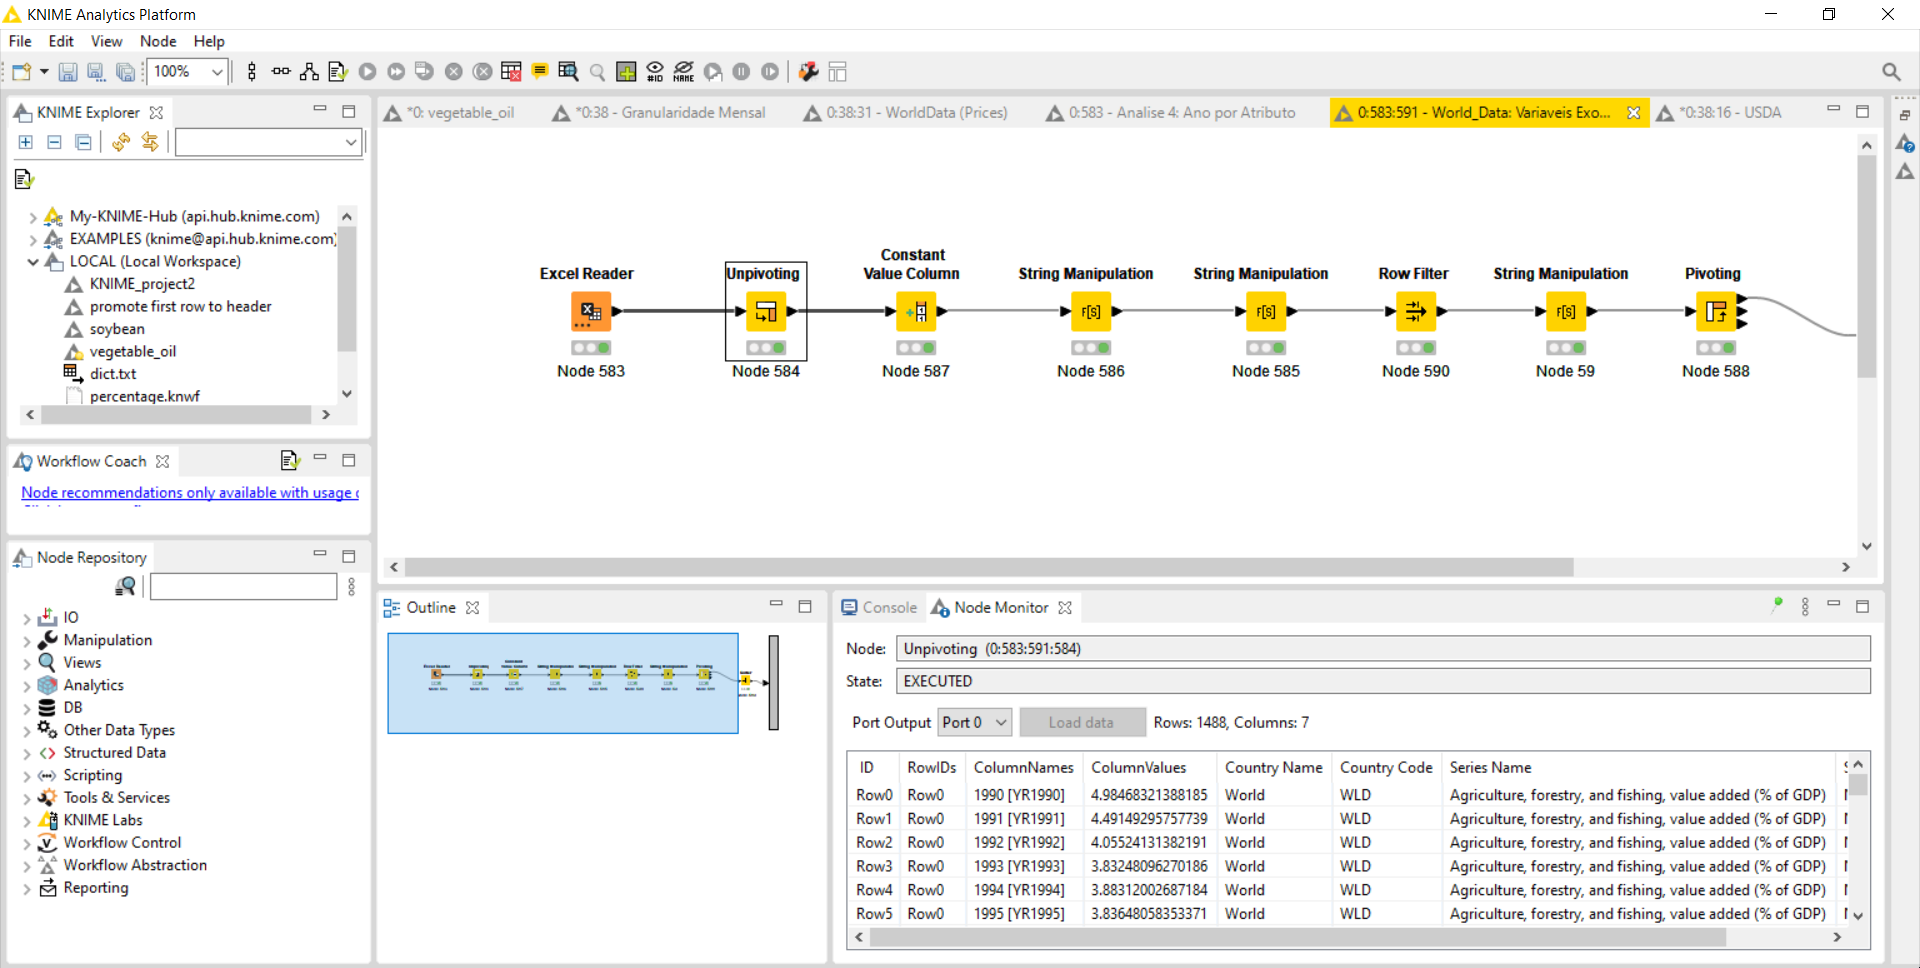 KNIME Analytics Platform
File Edit View Node Help
100%
#ID
NAME
KNIME Explorer
My-KNIME-Hub (api.hub.knime.com)
EXAMPLES (knime@api.hub.knime.com)
LOCAL (Local Workspace)
KNIME_project2
promote first row to header
soybean
vegetable_oil
dict.txt
percentage.knwf
Workflow Coach
Node recommendations only available with usage
Node Repository
IO
Manipulation
Views
Analytics
DB
Other Data Types
Structured Data
Scripting
Tools & Services
KNIME Labs
Workflow Control
Workflow Abstraction
Reporting
*0: vegetable_oil
*0:38 - Granularidade Mensal
0:38:31 - WorldData (Prices)
0:583 - Analise 4: Ano por Atributo
0:583:591 - World_Data: Variaveis Exo...
*0:38:16 - USDA
Excel Reader
Node 583
Unpivoting
Node 584
Constant
Value Column
Node 587
String Manipulation
f[S]
Node 586
String Manipulation
f[S]
Node 585
Row Filter
Node 590
String Manipulation
f[S]
Node 59
Pivoting
Node 588
Outline
Console
Node Monitor
Node: Unpivoting (0:583:591:584)
State: EXECUTED
Port Output Port 0 Load data Rows: 1488, Columns: 7
ID RowIDs ColumnNames ColumnValues Country Name Country Code Series Name
Row0 Row0 1990 [YR1990] 4.98468321388185 World WLD Agriculture, forestry, and fishing, value added (% of GDP)
Row1 Row0 1991 [YR1991] 4.49149295757739 World WLD Agriculture, forestry, and fishing, value added (% of GDP)
Row2 Row0 1992 [YR1992] 4.05524131382191 World WLD Agriculture, forestry, and fishing, value added (% of GDP)
Row3 Row0 1993 [YR1993] 3.83248096270186 World WLD Agriculture, forestry, and fishing, value added (% of GDP)
Row4 Row0 1994 [YR1994] 3.88312002687184 World WLD Agriculture, forestry, and fishing, value added (% of GDP)
Row5 Row0 1995 [YR1995] 3.83648058353371 World WLD Agriculture, forestry, and fishing, value added (% of GDP)